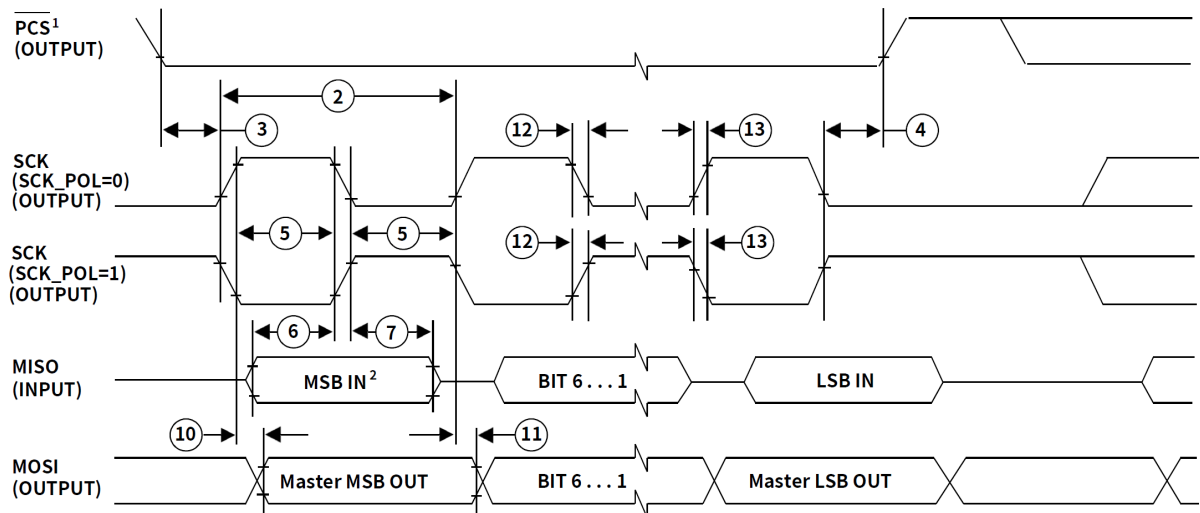 PCS¹
(OUTPUT)
2
3
12
13
4
SCK
(SCK_POL=0)
(OUTPUT)
5
5
12
13
SCK
(SCK_POL=1)
(OUTPUT)
6
7
MISO
(INPUT)
MSB IN²
BIT 6 . . . 1
LSB IN
10
11
MOSI
(OUTPUT)
Master MSB OUT
BIT 6 . . . 1
Master LSB OUT